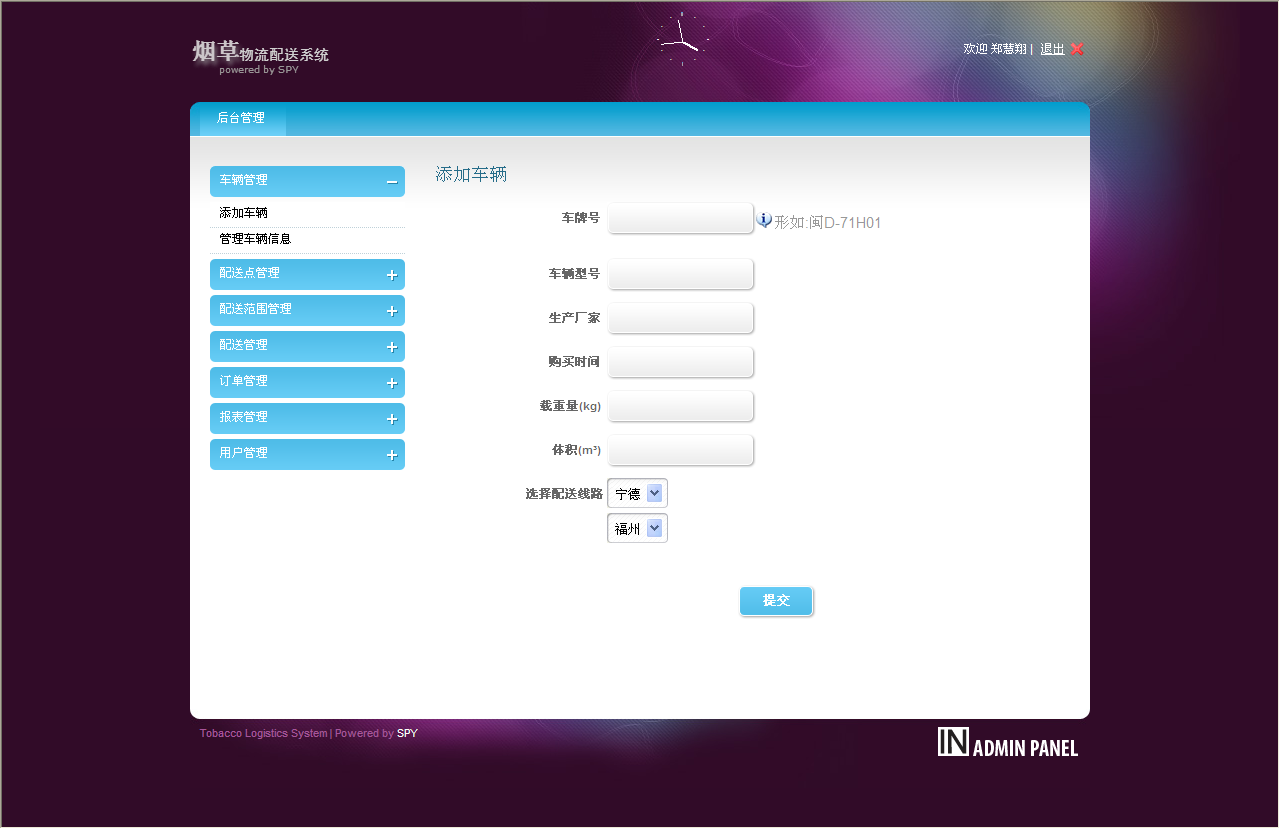 烟草物流配送系统
powered by SPY
欢迎 郑慧翔 | 退出
后台管理
车辆管理
添加车辆
管理车辆信息
配送点管理
配送范围管理
配送管理
订单管理
报表管理
用户管理
添加车辆
车牌号
形如:闽D-71H01
车辆型号
生产厂家
购买时间
载重量(kg)
体积(m³)
选择配送线路 宁德
福州
提交
Tobacco Logistics System | Powered by SPY
IN ADMIN PANEL